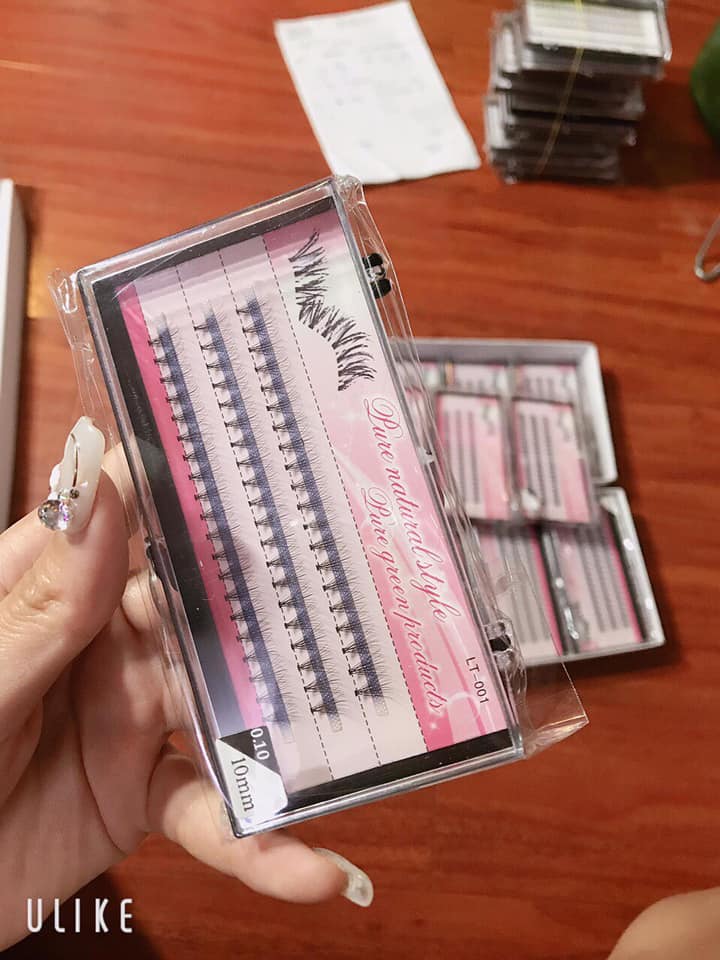 Pure natural style
Pure green products
LT-001
0.10
10mm
ULIKE